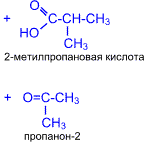 + O
C-CH-CH₃
HO CH₃
2-метилпропановая кислота
+ O=C-CH₃
CH₃
пропанон-2